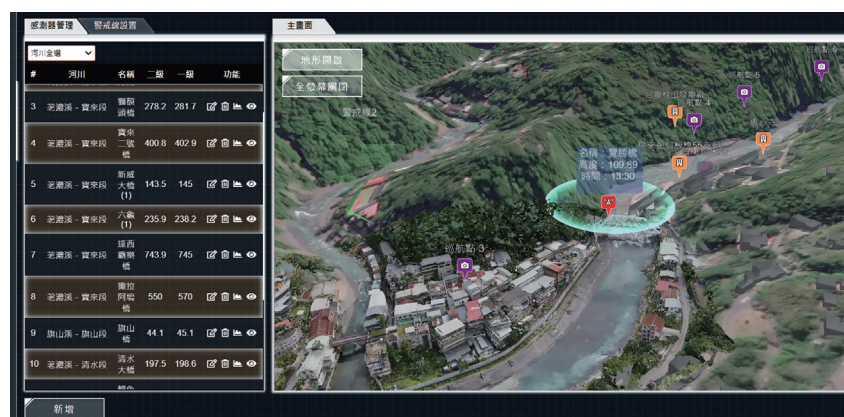 感測器管理
警戒線設置
河川全選
# 河川 名稱 二級 一級 功能
3 荖濃溪 - 寶來段 獅額頭橋 278.2 281.7
4 荖濃溪 - 寶來段 寶來二號橋 400.8 402.9
5 荖濃溪 - 寶來段 新威大橋(1) 143.5 145
6 荖濃溪 - 寶來段 六龜(1) 235.9 238.2
7 荖濃溪 - 寶來段 達西霸樂橋 743.9 745
8 荖濃溪 - 寶來段 撒拉阿塢橋 550 570
9 旗山溪 - 旗山段 旗山橋 44.1 45.1
10 荖濃溪 - 清水段 清水大橋 197.5 198.6
新增
主畫面
地形開啟
全螢幕關閉
警戒線2
巡航點 6
巡航點 5
巡航點 4
名稱：寶勝橋
高度：109.89
時間：13:30
"A"
巡航點 3